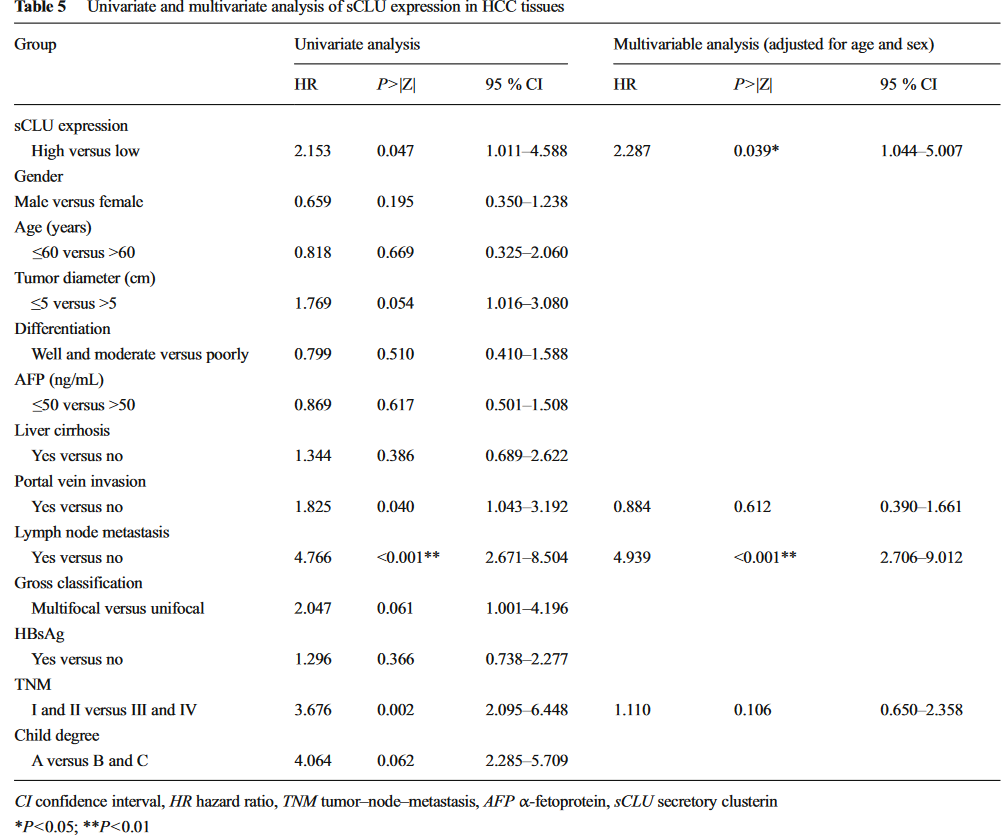 Table 5 Univariate and multivariate analysis of sCLU expression in HCC tissues
Group Univariate analysis Multivariable analysis (adjusted for age and sex)
HR P>|Z| 95 % CI HR P>|Z| 95 % CI
sCLU expression
High versus low 2.153 0.047 1.011–4.588 2.287 0.039* 1.044–5.007
Gender
Male versus female 0.659 0.195 0.350–1.238
Age (years)
≤60 versus >60 0.818 0.669 0.325–2.060
Tumor diameter (cm)
≤5 versus >5 1.769 0.054 1.016–3.080
Differentiation
Well and moderate versus poorly 0.799 0.510 0.410–1.588
AFP (ng/mL)
≤50 versus >50 0.869 0.617 0.501–1.508
Liver cirrhosis
Yes versus no 1.344 0.386 0.689–2.622
Portal vein invasion
Yes versus no 1.825 0.040 1.043–3.192 0.884 0.612 0.390–1.661
Lymph node metastasis
Yes versus no 4.766 <0.001** 2.671–8.504 4.939 <0.001** 2.706–9.012
Gross classification
Multifocal versus unifocal 2.047 0.061 1.001–4.196
HBsAg
Yes versus no 1.296 0.366 0.738–2.277
TNM
I and II versus III and IV 3.676 0.002 2.095–6.448 1.110 0.106 0.650–2.358
Child degree
A versus B and C 4.064 0.062 2.285–5.709
CI confidence interval, HR hazard ratio, TNM tumor–node–metastasis, AFP α-fetoprotein, sCLU secretory clusterin
*P<0.05; **P<0.01